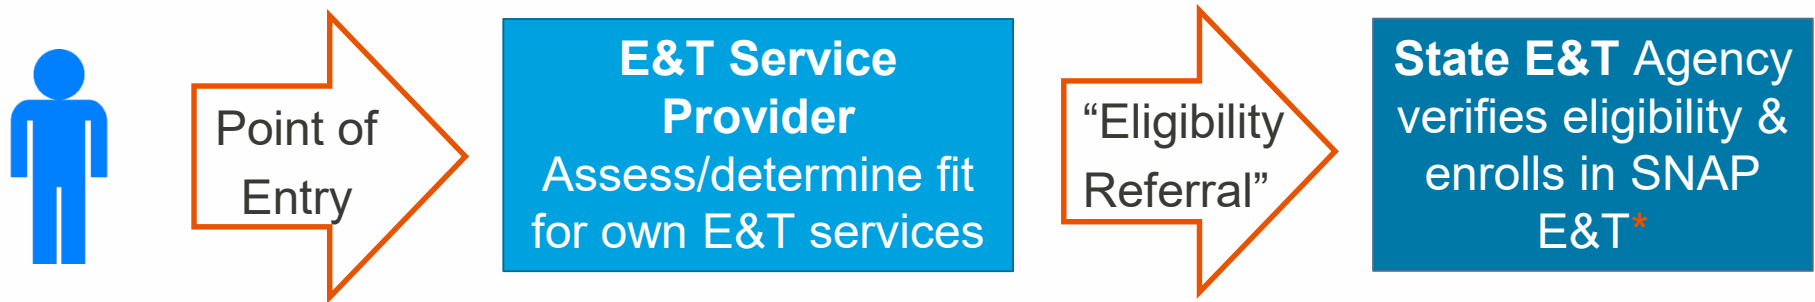 Point of
Entry
E&T Service
Provider
Assess/determine fit
for own E&T services
“Eligibility
Referral”
State E&T Agency
verifies eligibility &
enrolls in SNAP
E&T*